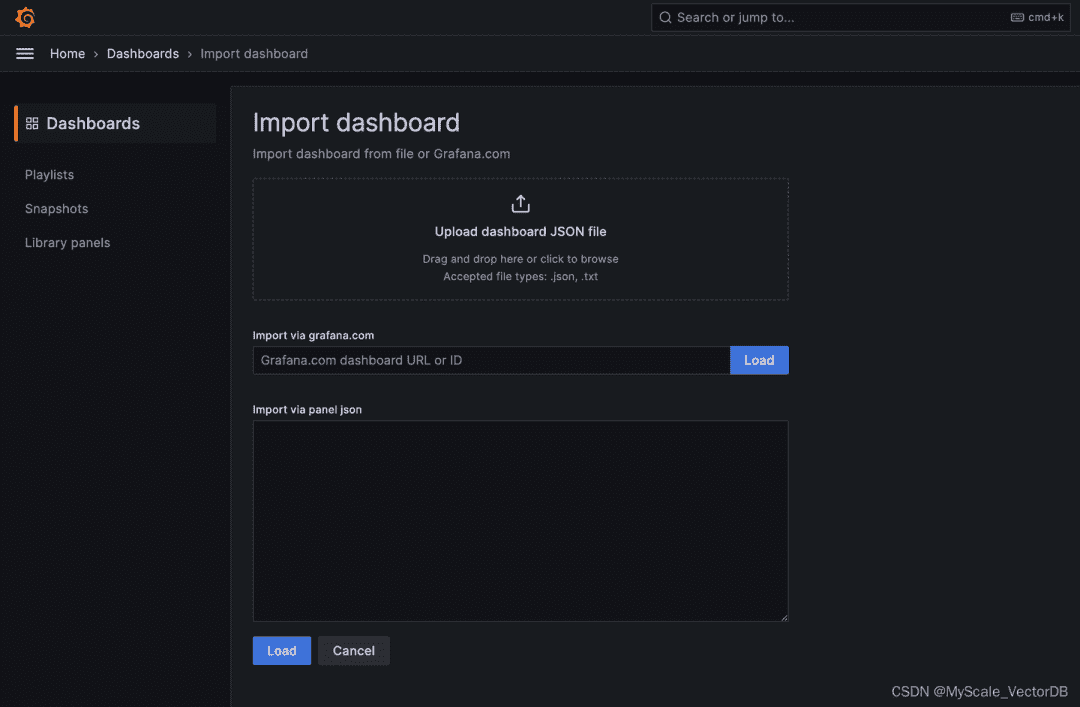 Search or jump to...
cmd+k
Home › Dashboards › Import dashboard
Dashboards
Playlists
Snapshots
Library panels
Import dashboard
Import dashboard from file or Grafana.com
Upload dashboard JSON file
Drag and drop here or click to browse
Accepted file types: .json, .txt
Import via grafana.com
Grafana.com dashboard URL or ID
Load
Import via panel json
Load
Cancel
CSDN @MyScale_VectorDB